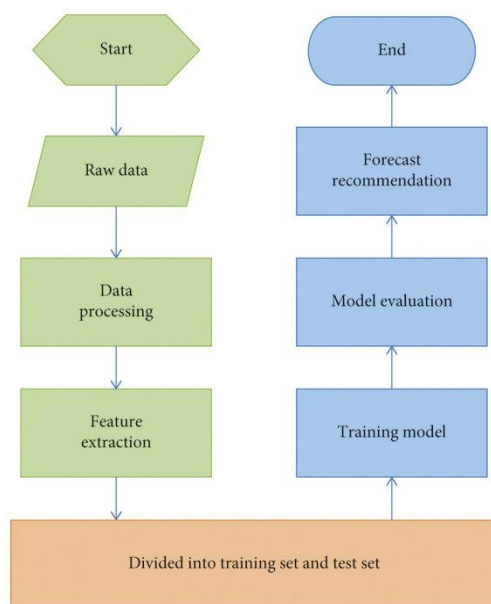 Start
Raw data
Data
processing
Feature
extraction
Divided into training set and test set
Training model
Model evaluation
Forecast
recommendation
End